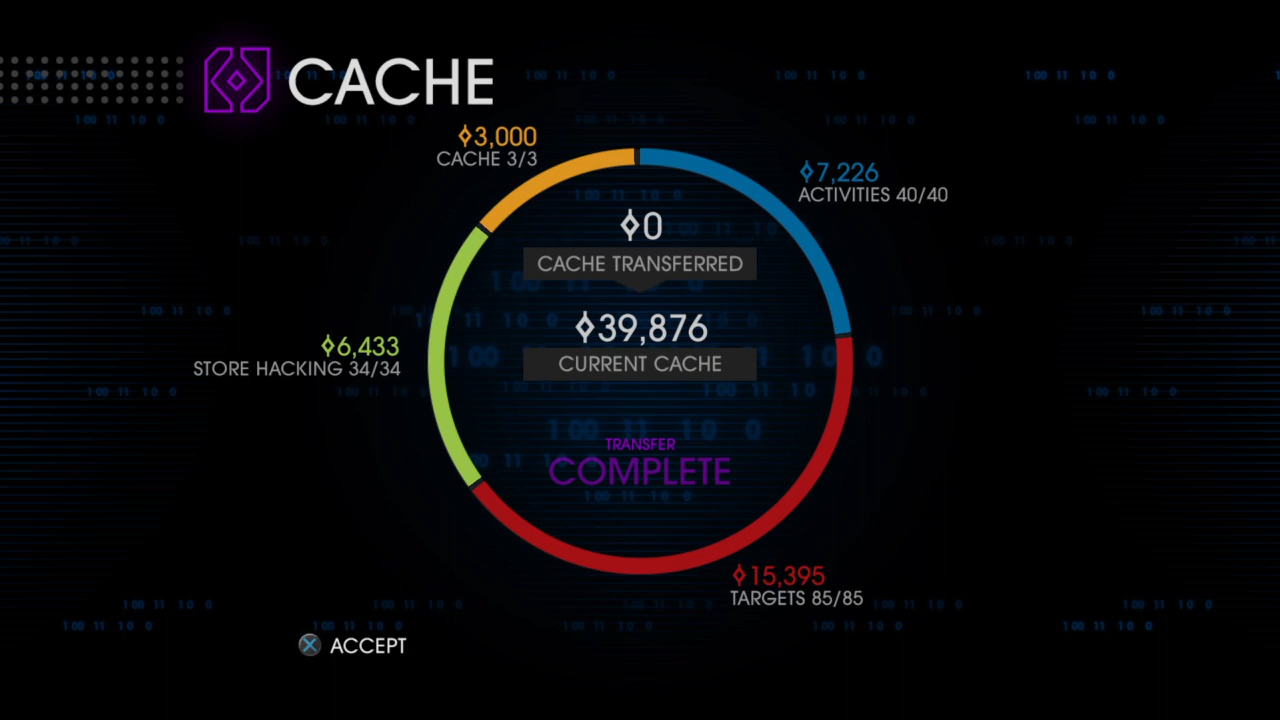 CACHE
3,000
CACHE 3/3
7,226
ACTIVITIES 40/40
0
CACHE TRANSFERRED
39,876
CURRENT CACHE
6,433
STORE HACKING 34/34
TRANSFER
COMPLETE
15,395
TARGETS 85/85
ACCEPT